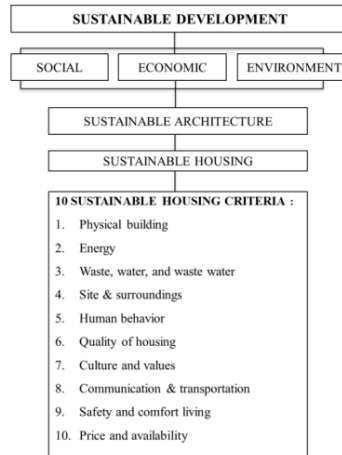 SUSTAINABLE DEVELOPMENT
SOCIAL
ECONOMIC
ENVIRONMENT
SUSTAINABLE ARCHITECTURE
SUSTAINABLE HOUSING
10 SUSTAINABLE HOUSING CRITERIA :
1. Physical building
2. Energy
3. Waste, water, and waste water
4. Site & surroundings
5. Human behavior
6. Quality of housing
7. Culture and values
8. Communication & transportation
9. Safety and comfort living
10. Price and availability